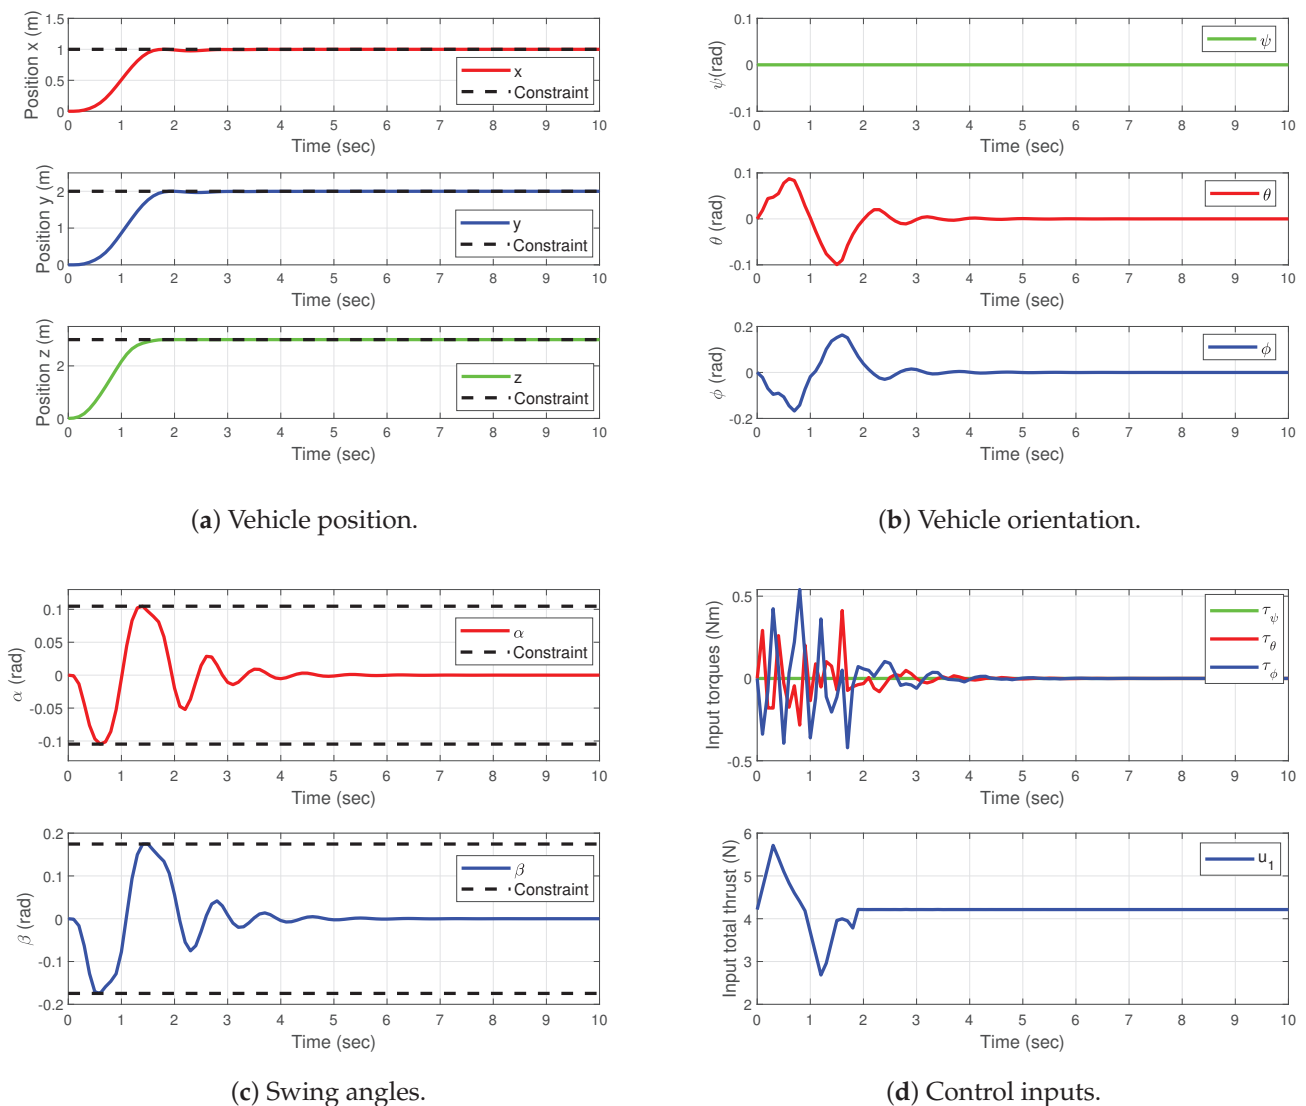 Position x (m)
1.5
1
0.5
0
x
Constraint
0 1 2 3 4 5 6 7 8 9 10
Time (sec)
Position y (m)
2
1
0
y
Constraint
0 1 2 3 4 5 6 7 8 9 10
Time (sec)
Position z (m)
2
0
z
Constraint
0 1 2 3 4 5 6 7 8 9 10
Time (sec)
(a) Vehicle position.
ψ(rad)
0.1
0
-0.1
ψ
0 1 2 3 4 5 6 7 8 9 10
Time (sec)
θ (rad)
0.1
0
-0.1
θ
0 1 2 3 4 5 6 7 8 9 10
Time (sec)
ϕ (rad)
0.2
0
-0.2
ϕ
0 1 2 3 4 5 6 7 8 9 10
Time (sec)
(b) Vehicle orientation.
α (rad)
0.1
0.05
0
-0.05
-0.1
α
Constraint
0 1 2 3 4 5 6 7 8 9 10
Time (sec)
β (rad)
0.2
0.1
0
-0.1
-0.2
β
Constraint
0 1 2 3 4 5 6 7 8 9 10
Time (sec)
(c) Swing angles.
Input torques (Nm)
0.5
0
-0.5
τ_ψ
τ_θ
τ_ϕ
0 1 2 3 4 5 6 7 8 9 10
Time (sec)
Input total thrust (N)
6
5
4
3
2
u_1
0 1 2 3 4 5 6 7 8 9 10
Time (sec)
(d) Control inputs.